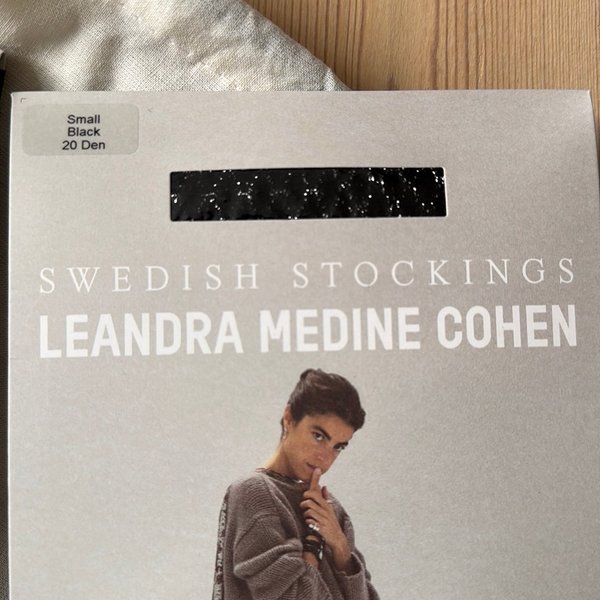 Small
Black
20 Den
SWEDISH STOCKINGS
LEANDRA MEDINE COHEN